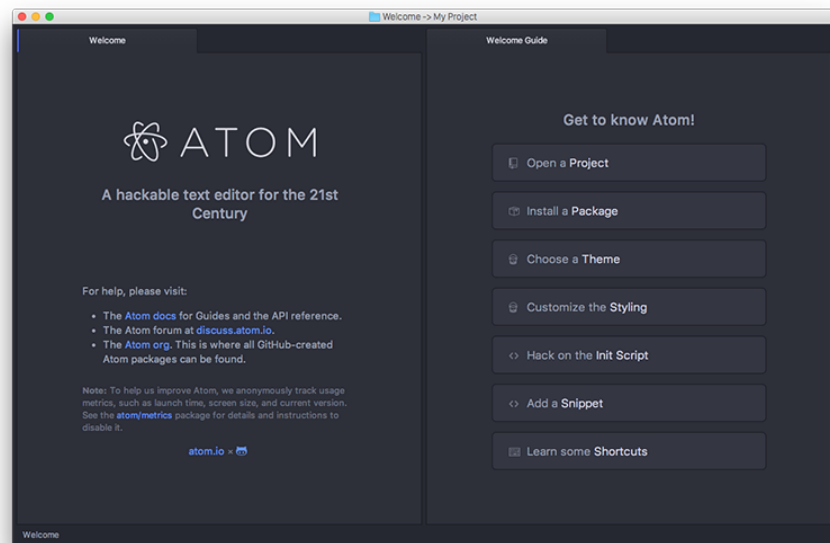 Welcome -> My Project
Welcome
Welcome Guide
ATOM
A hackable text editor for the 21st
Century
For help, please visit:
• The Atom docs for Guides and the API reference.
• The Atom forum at discuss.atom.io.
• The Atom org. This is where all GitHub-created
Atom packages can be found.
Note: To help us improve Atom, we anonymously track usage
metrics, such as launch time, screen size, and current version.
See the atom/metrics package for details and instructions to
disable it.
atom.io ×
Get to know Atom!
Open a Project
Install a Package
Choose a Theme
Customize the Styling
Hack on the Init Script
Add a Snippet
Learn some Shortcuts
Welcome